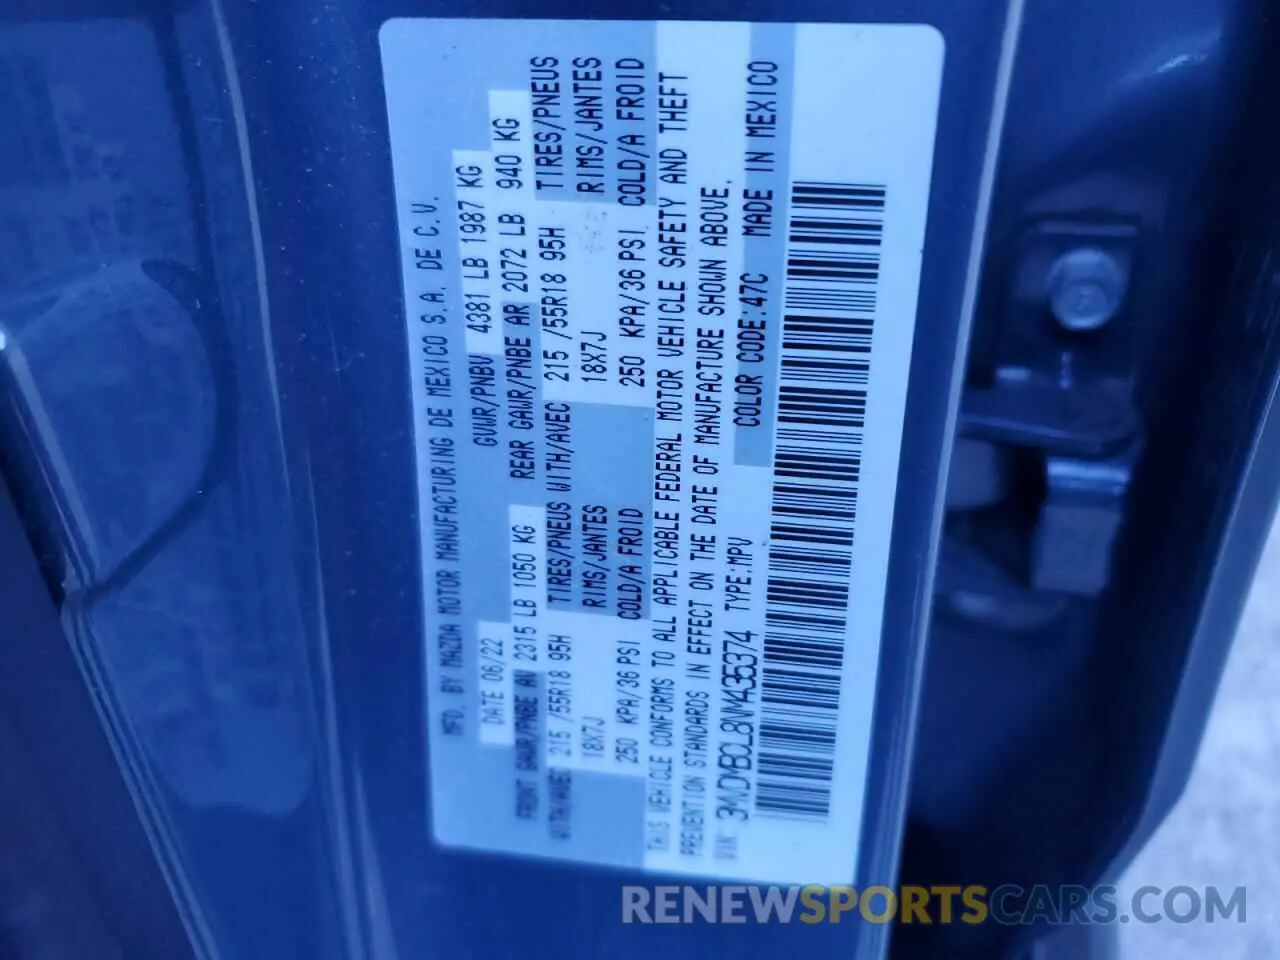 MFD. BY MAZDA MOTOR MANUFACTURING DE MEXICO S.A. DE C.V.
DATE 06/22 GVWR/PNBV 4381 LB 1987 KG
FRONT GAWR/PNBE AV 2315 LB 1050 KG REAR GAWR/PNBE AR 2072 LB 940 KG
WITH/AVEC 215 /55R18 95H TIRES/PNEUS WITH/AVEC 215 /55R18 95H TIRES/PNEUS
18X7J RIMS/JANTES 18X7J RIMS/JANTES
250 KPA/36 PSI COLD/A FROID 250 KPA/36 PSI, COLD/A FROID
THIS VEHICLE CONFORMS TO ALL APPLICABLE FEDERAL MOTOR VEHICLE SAFETY AND THEFT
PREVENTION STANDARDS IN EFFECT ON THE DATE OF MANUFACTURE SHOWN ABOVE.
VIN 3MVDMBCL8NM435374 TYPE:MPV COLOR CODE:47C MADE IN MEXICO
RENEWSPORTSCARS.COM